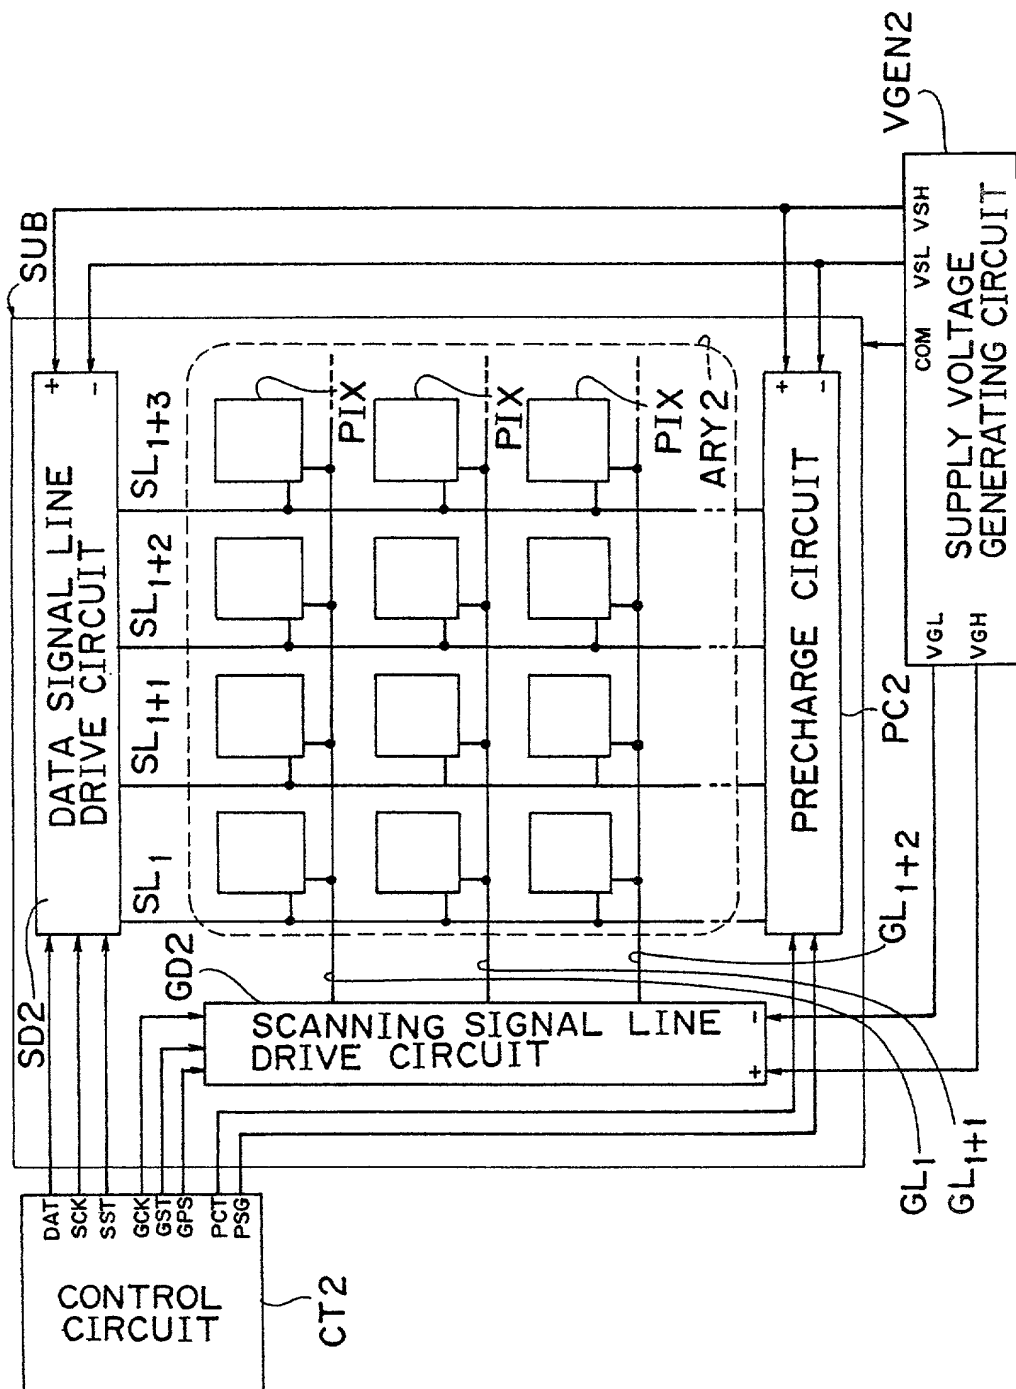 SUB
VGEN2
SD2
DATA SIGNAL LINE
DRIVE CIRCUIT
+
-
DAT
SCK
SST
GCK
GST
GPS
PCT
PSG
CONTROL
CIRCUIT
CT2
GD2
SCANNING SIGNAL LINE
DRIVE CIRCUIT
-
+
SL1
SL1+1
SL1+2
SL1+3
PIX
PIX
PIX
ARY2
GL1
GL1+1
GL1+2
PRECHARGE CIRCUIT
+
-
PC2
COM
VSL
VSH
VGL
VGH
SUPPLY VOLTAGE
GENERATING CIRCUIT